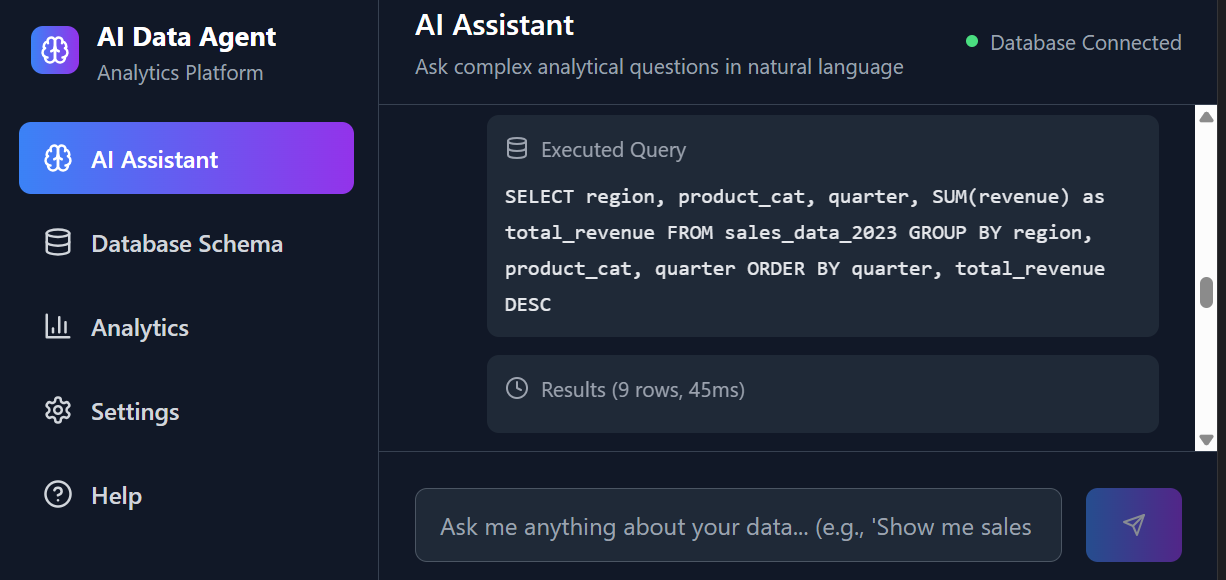 AI Data Agent
Analytics Platform
AI Assistant
Database Schema
Analytics
Settings
Help
AI Assistant
Ask complex analytical questions in natural language
Database Connected
Executed Query
SELECT region, product_cat, quarter, SUM(revenue) as
total_revenue FROM sales_data_2023 GROUP BY region,
product_cat, quarter ORDER BY quarter, total_revenue
DESC
Results (9 rows, 45ms)
Ask me anything about your data... (e.g., 'Show me sales